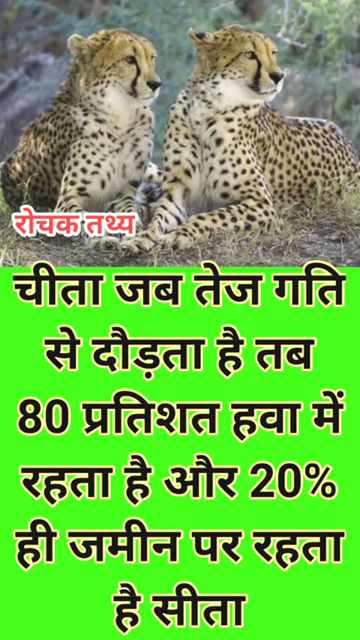 रोचक तथ्य
चीता जब तेज गति
से दौड़ता है तब
80 प्रतिशत हवा में
रहता है और 20%
ही जमीन पर रहता
है सीता